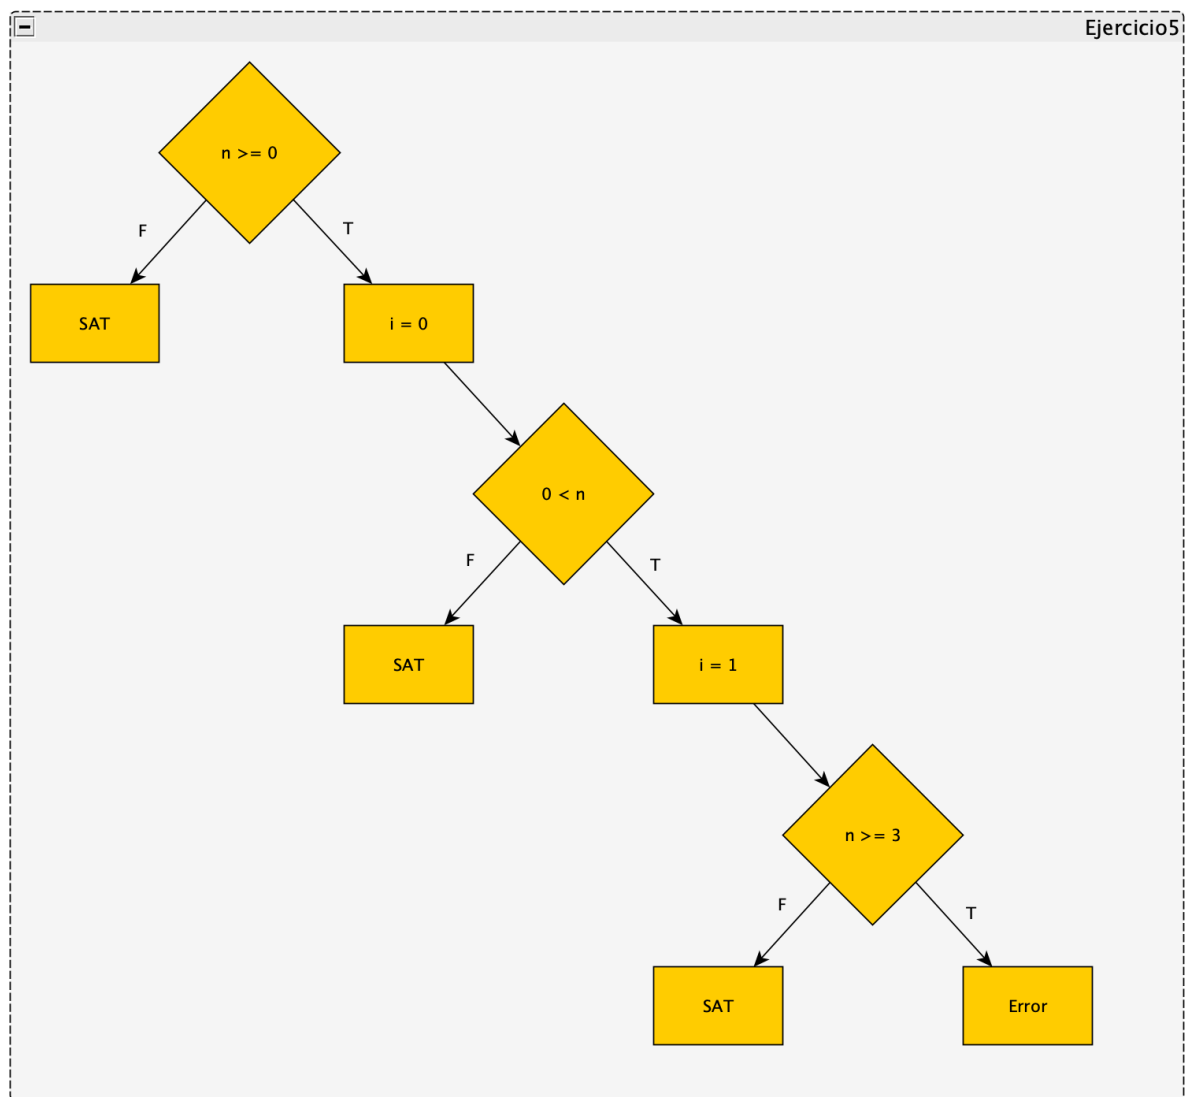 Ejercicio5
n >= 0
F
T
SAT
i = 0
0 < n
F
T
SAT
i = 1
n >= 3
F
T
SAT
Error